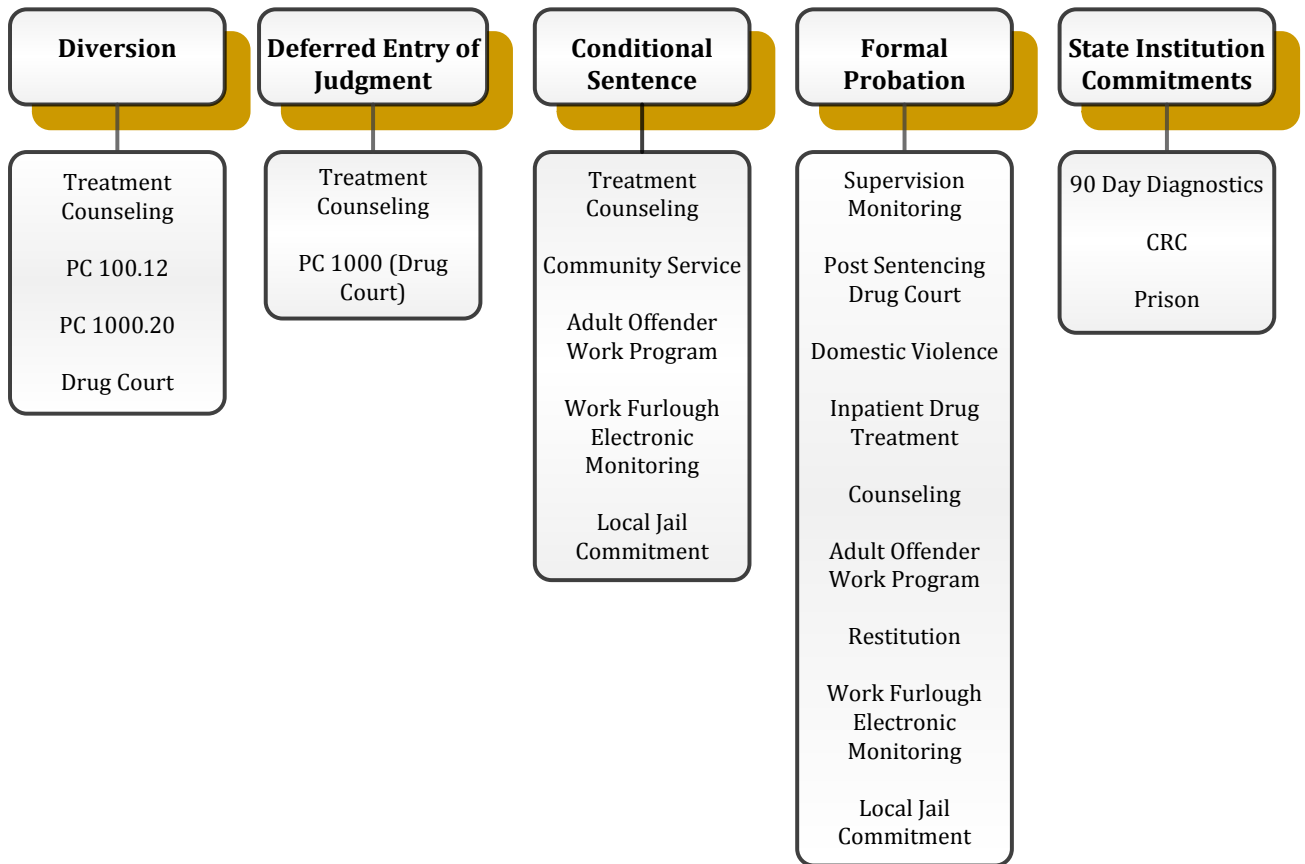 Diversion
Treatment
Counseling
PC 100.12
PC 1000.20
Drug Court
Deferred Entry of
Judgment
Treatment
Counseling
PC 1000 (Drug
Court)
Conditional
Sentence
Treatment
Counseling
Community Service
Adult Offender
Work Program
Work Furlough
Electronic
Monitoring
Local Jail
Commitment
Formal
Probation
Supervision
Monitoring
Post Sentencing
Drug Court
Domestic Violence
Inpatient Drug
Treatment
Counseling
Adult Offender
Work Program
Restitution
Work Furlough
Electronic
Monitoring
Local Jail
Commitment
State Institution
Commitments
90 Day Diagnostics
CRC
Prison